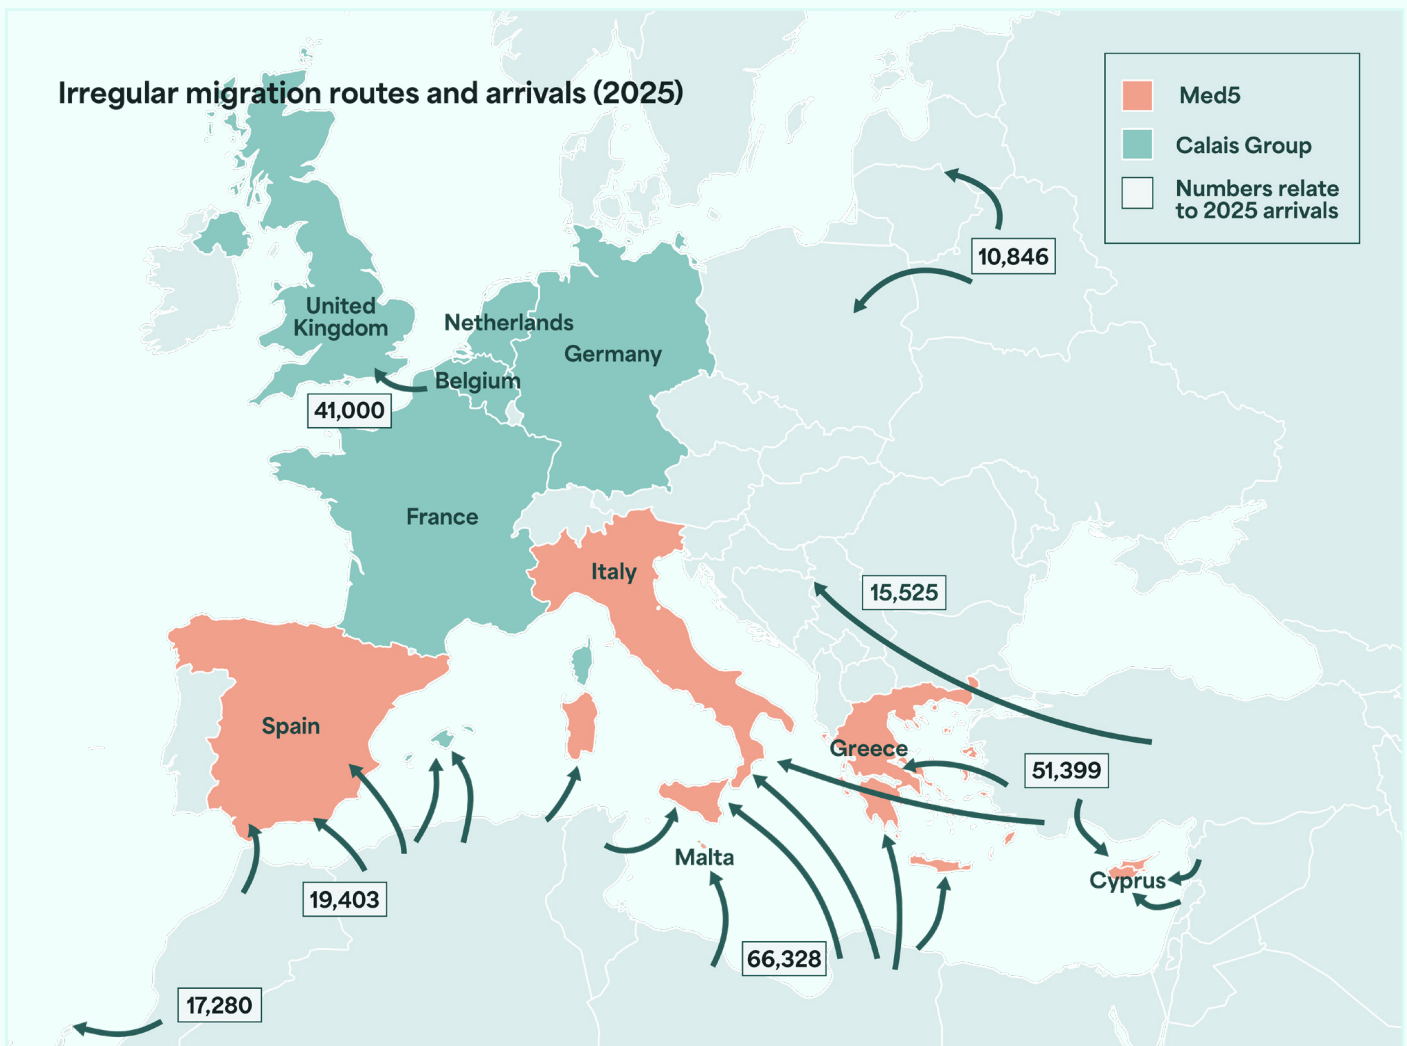 Irregular migration routes and arrivals (2025)
Med5
Calais Group
Numbers relate
to 2025 arrivals
10,846
United
Kingdom
Netherlands
Germany
Belgium
41,000
France
Italy
15,525
Spain
Greece
51,399
Malta
Cyprus
19,403
66,328
17,280